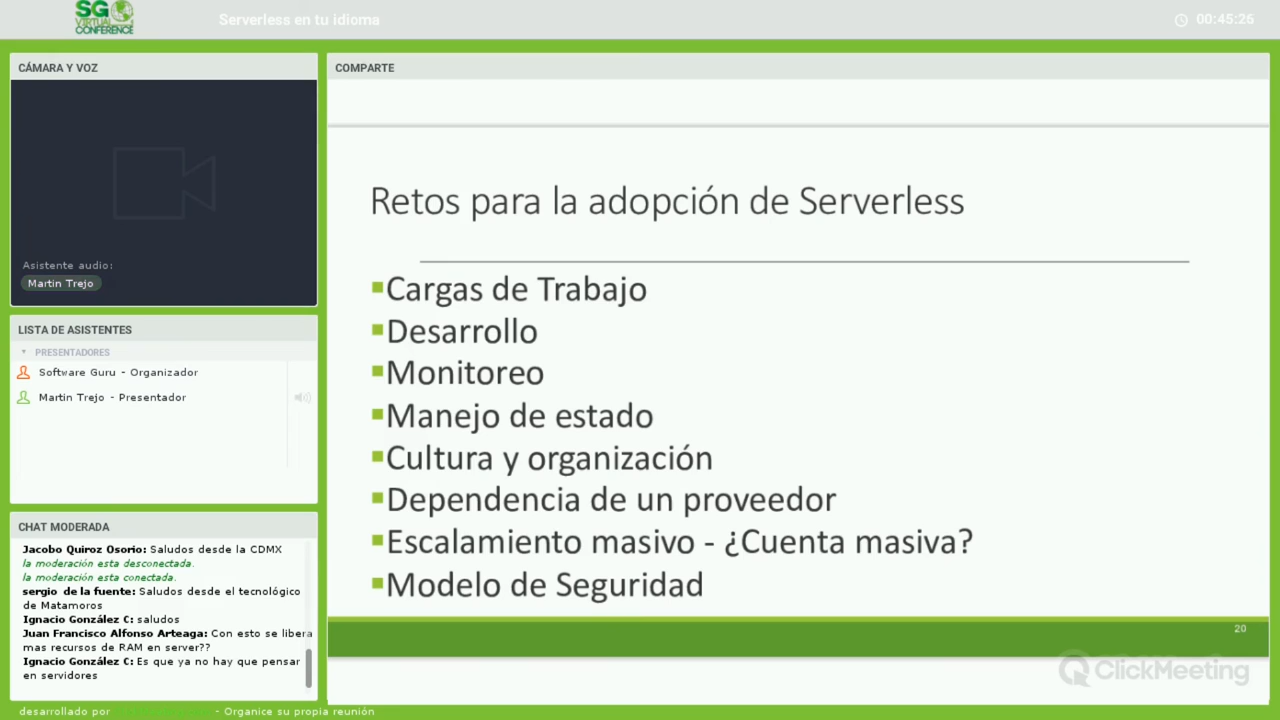 SG
VIRTUAL
CONFERENCE
Serverless en tu idioma
00:45:26
CÁMARA Y VOZ
Asistente audio:
Martin Trejo
LISTA DE ASISTENTES
PRESENTADORES
Software Guru - Organizador
Martin Trejo - Presentador
CHAT MODERADA
Jacobo Quiroz Osorio: Saludos desde la CDMX
la moderación esta desconectada.
la moderación esta conectada.
sergio de la fuente: Saludos desde el tecnológico
de Matamoros
Ignacio González C: saludos
Juan Francisco Alfonso Arteaga: Con esto se libera
mas recursos de RAM en server??
Ignacio González C: Es que ya no hay que pensar
en servidores
desarrollado por
- Organice su propia reunión
COMPARTE
Retos para la adopción de Serverless
Cargas de Trabajo
Desarrollo
Monitoreo
Manejo de estado
Cultura y organización
Dependencia de un proveedor
Escalamiento masivo - ¿Cuenta masiva?
Modelo de Seguridad
20
ClickMeeting